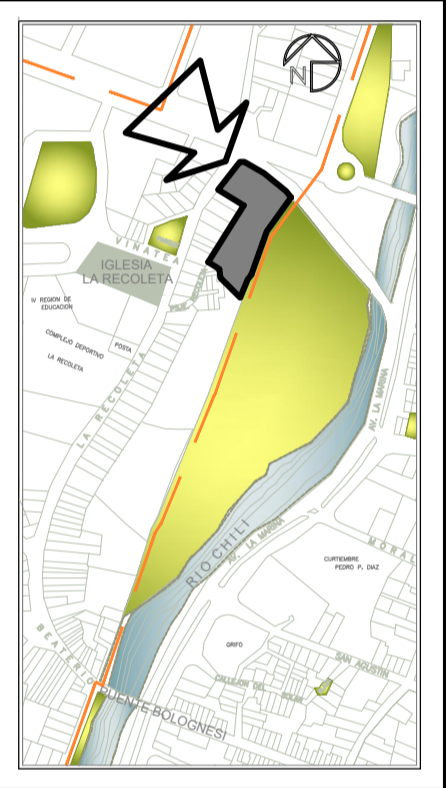 N
VINATEA
IGLESIA
LA RECOLETA
IV REGION DE
EDUCACION
COMPLEJO DEPORTIVO
LA RECOLETA
POSTA
LA RECOLETA
AV. LA MARINA
RIO CHILI
AV. LA MARINA
MORAL
CURTIEMBRE
PEDRO P. DIAZ
GRIFO
SAN AGUSTIN
CALLEJON DEL SOLAR
BEATERIO
PUENTE BOLOGNESI